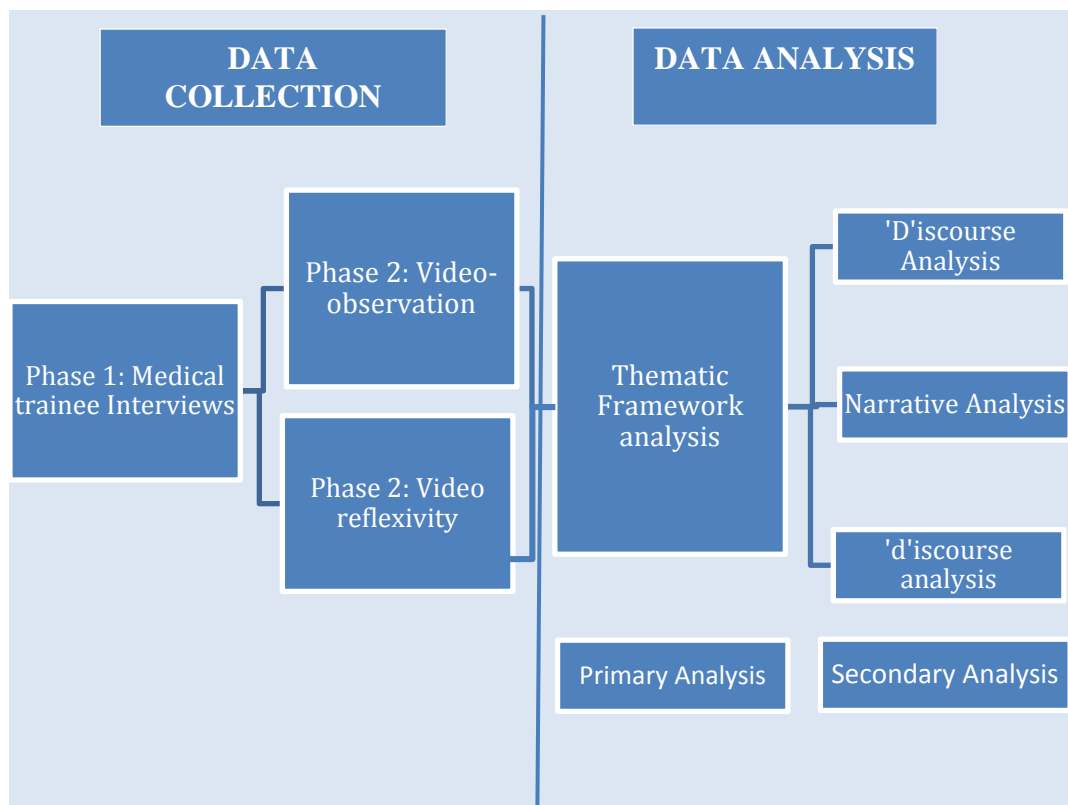 DATA
COLLECTION
DATA ANALYSIS
Phase 1: Medical
trainee Interviews
Phase 2: Video-
observation
Phase 2: Video
reflexivity
Thematic
Framework
analysis
'D'iscourse
Analysis
Narrative Analysis
'd'iscourse
analysis
Primary Analysis
Secondary Analysis